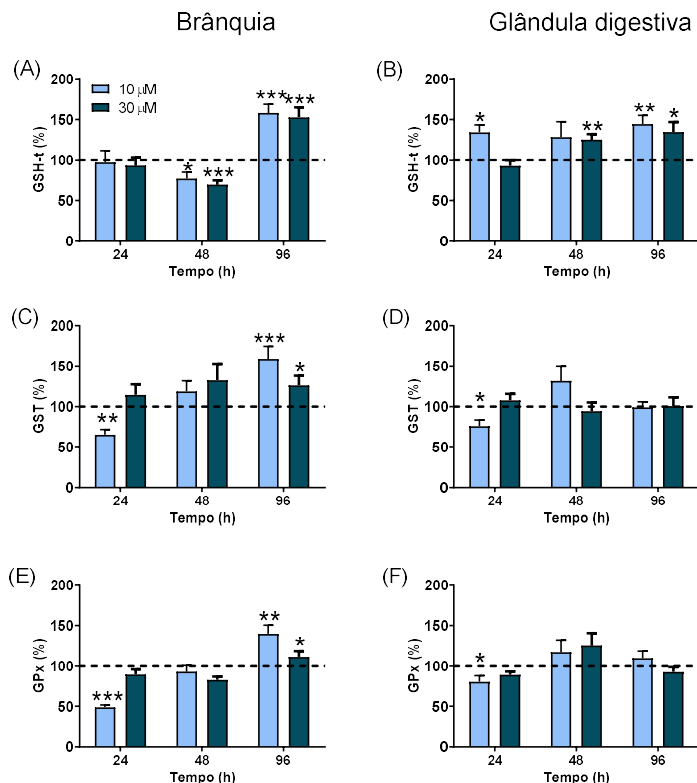 Brânquia
Glândula digestiva
(A)
10 μM
30 μM
GSH-t (%)
200
150
100
50
0
*
***
***
***
24
48
96
Tempo (h)
(B)
GSH-t (%)
200
150
100
50
0
*
**
**
*
24
48
96
Tempo (h)
(C)
GST (%)
200
150
100
50
0
**
***
*
24
48
96
Tempo (h)
(D)
GST (%)
200
150
100
50
0
*
24
48
96
Tempo (h)
(E)
GPx (%)
200
150
100
50
0
***
**
*
24
48
96
Tempo (h)
(F)
GPx (%)
200
150
100
50
0
*
24
48
96
Tempo (h)